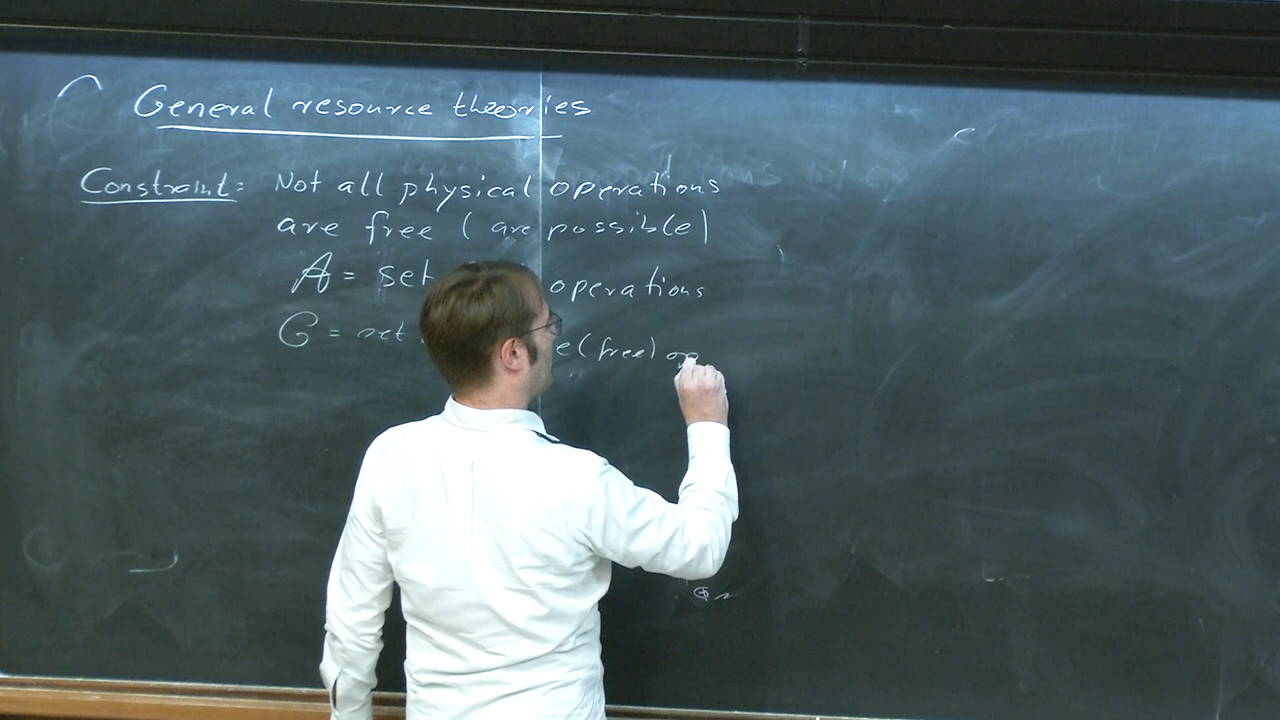 General resource theories
Constraint: Not all physical operations
are free (are possible)
A = set operations
G = set e(free) op